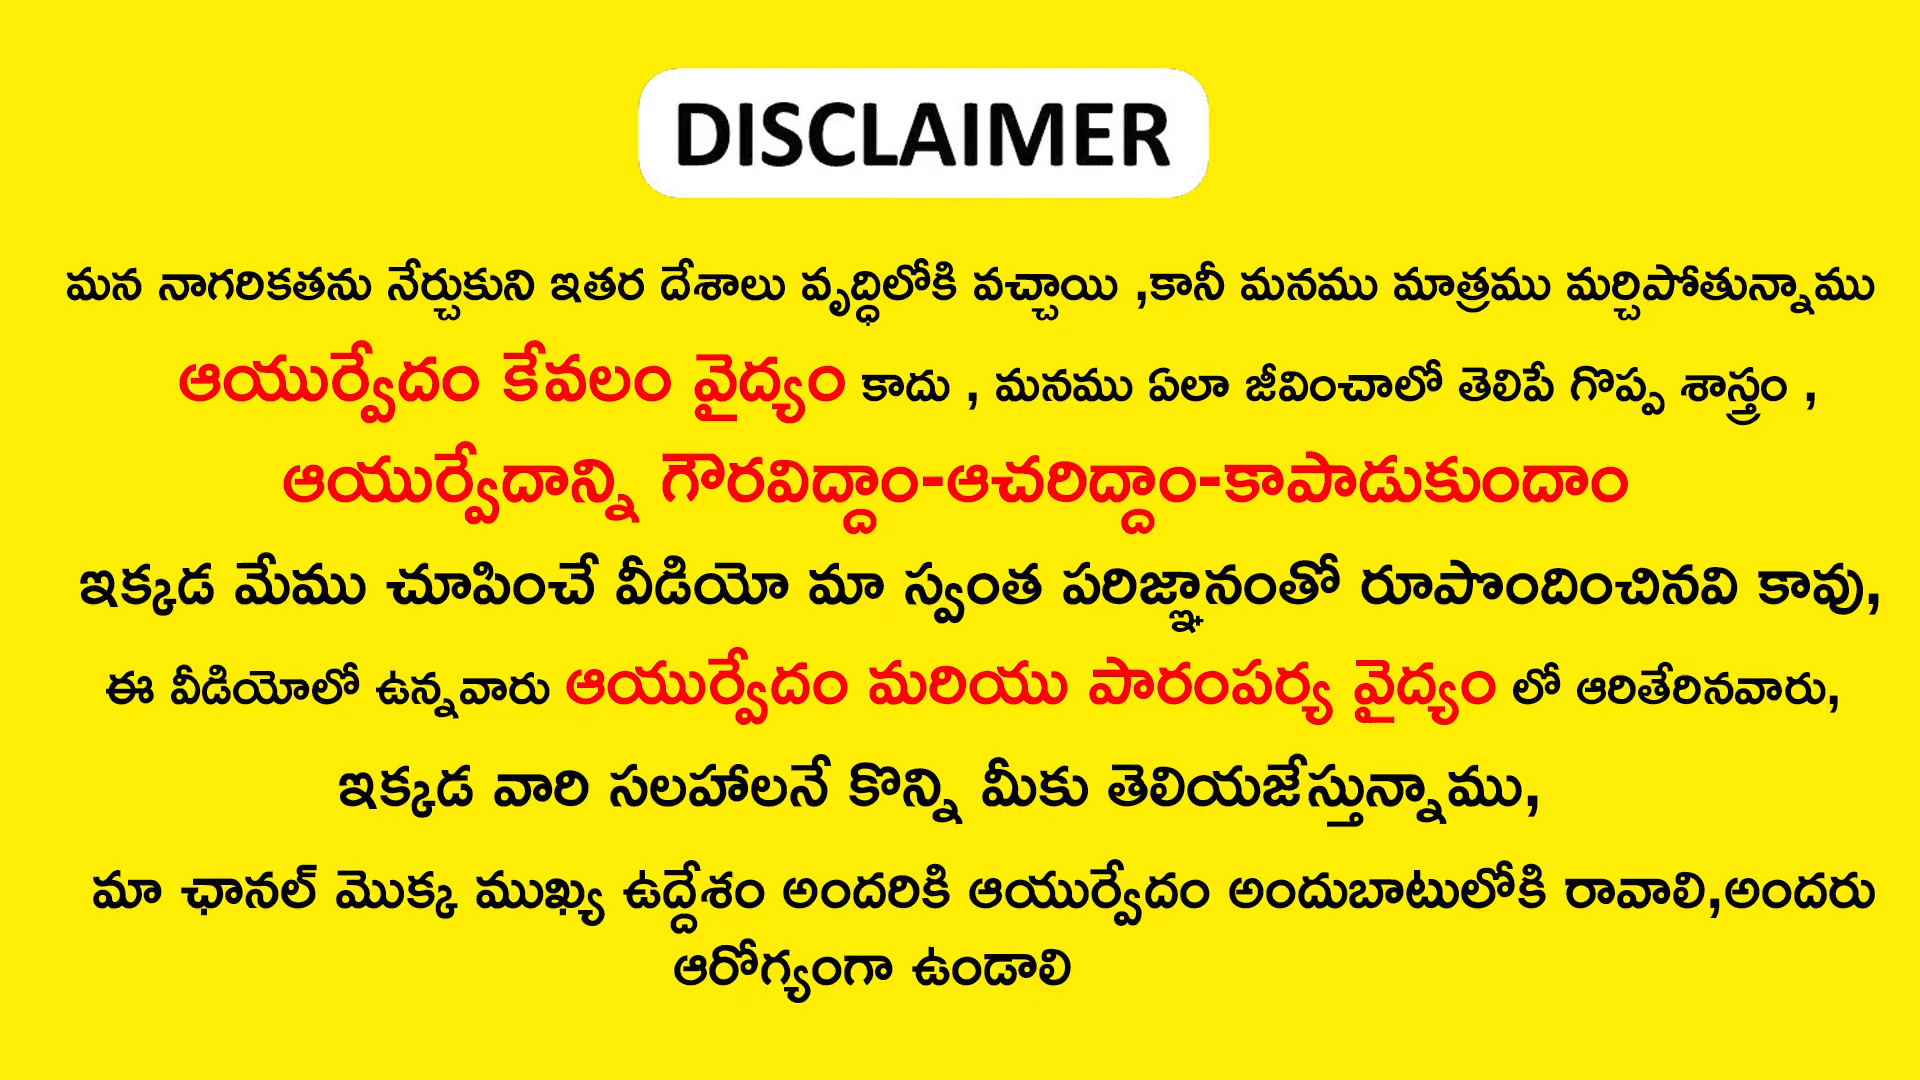 DISCLAIMER
మన నాగరికతను నేర్చుకుని ఇతర దేశాలు వృద్ధిలోకి వచ్చాయి ,కానీ మనము మాత్రము మర్చిపోతున్నాము
ఆయుర్వేదం కేవలం వైద్యం కాదు , మనము ఏలా జీవించాలో తెలిపే గొప్ప శాస్త్రం ,
ఆయుర్వేదాన్ని గౌరవిద్దాం-ఆచరిద్దాం-కాపాడుకుందాం
ఇక్కడ మేము చూపించే వీడియో మా స్వంత పరిజ్ఞానంతో రూపొందించినవి కావు,
ఈ వీడియోలో ఉన్నవారు ఆయుర్వేదం మరియు పారంపర్య వైద్యం లో ఆరితేరినవారు,
ఇక్కడ వారి సలహాలనే కొన్ని మీకు తెలియజేస్తున్నాము,
మా ఛానల్ మొక్క ముఖ్య ఉద్దేశం అందరికి ఆయుర్వేదం అందుబాటులోకి రావాలి,అందరు
ఆరోగ్యంగా ఉండాలి